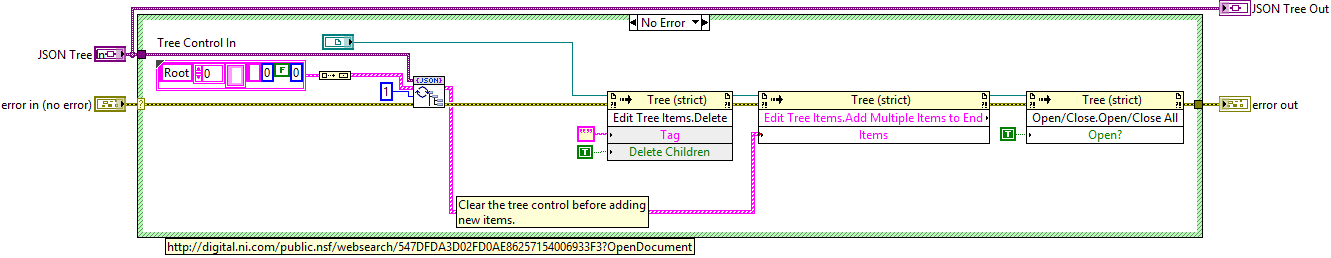 JSON Tree Out
No Error
Tree Control In
JSON Tree
In
Root
0
0
F
0
{JSON}
1
error in (no error)
Tree (strict)
Tree (strict)
Tree (strict)
Edit Tree Items.Delete
Edit Tree Items.Add Multiple Items to End
Open/Close.Open/Close All
error out
Tag
Items
T
Open?
T
Delete Children
Clear the tree control before adding
new items.
http://digital.ni.com/public.nsf/websearch/547DFDA3D02FD0AE86257154006933F3?OpenDocument